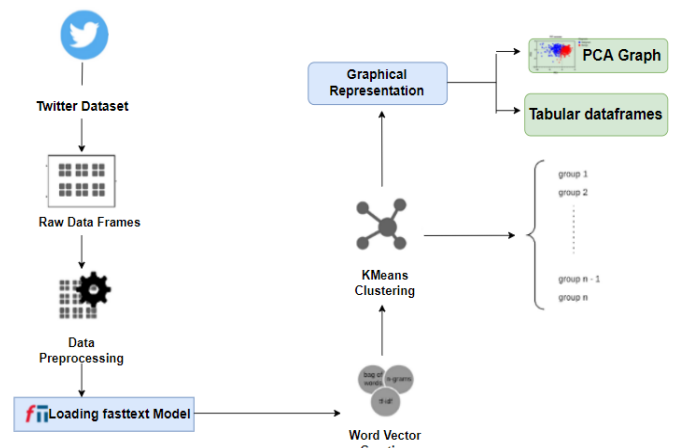 Twitter Dataset
Raw Data Frames
Data
Preprocessing
Loading fasttext Model
bag of
words
n-grams
tf-idf
Word Vector
KMeans
Clustering
group 1
group 2
group n - 1
group n
Graphical
Representation
PCA Graph
Tabular dataframes